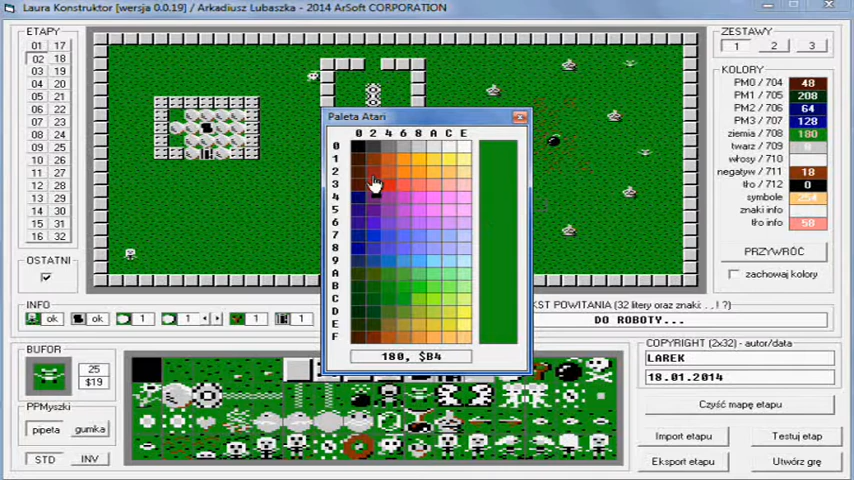 Laura Konstruktor [wersja 0.0.19] / Arkadiusz Lubaszka - 2014 ArSoft CORPORATION
ETAPY
01 17
02 18
03 19
04 20
05 21
06 22
07 23
08 24
09 25
10 26
11 27
12 28
13 29
14 30
15 31
16 32
OSTATNI
Paleta Atari
0 2 4 6 8 A C E
0
1
2
3
4
5
6
7
8
9
A
B
C
D
E
F
180, $B4
ZESTAWY
1 2 3
KOLORY
PM0 / 704 48
PM1 / 705 208
PM2 / 706 64
PM3 / 707 128
ziemia / 708 180
twarz / 709 0
włosy / 710
negatyw / 711 18
tło / 712 0
symbole 254
znaki info
tło info 58
PRZYWRÓĆ
zachowaj kolory
INFO
ok ok 1 1 1 1
KST POWITANIA (32 litery oraz znaki: . , ! ?)
DO ROBOTY...
BUFOR
25
$19
PPMyszki
pipeta gumka
STD INV
COPYRIGHT (2x32) - autor/data
LAREK
18.01.2014
Czyść mapę etapu
Import etapu Testuj etap
Eksport etapu Utwórz grę